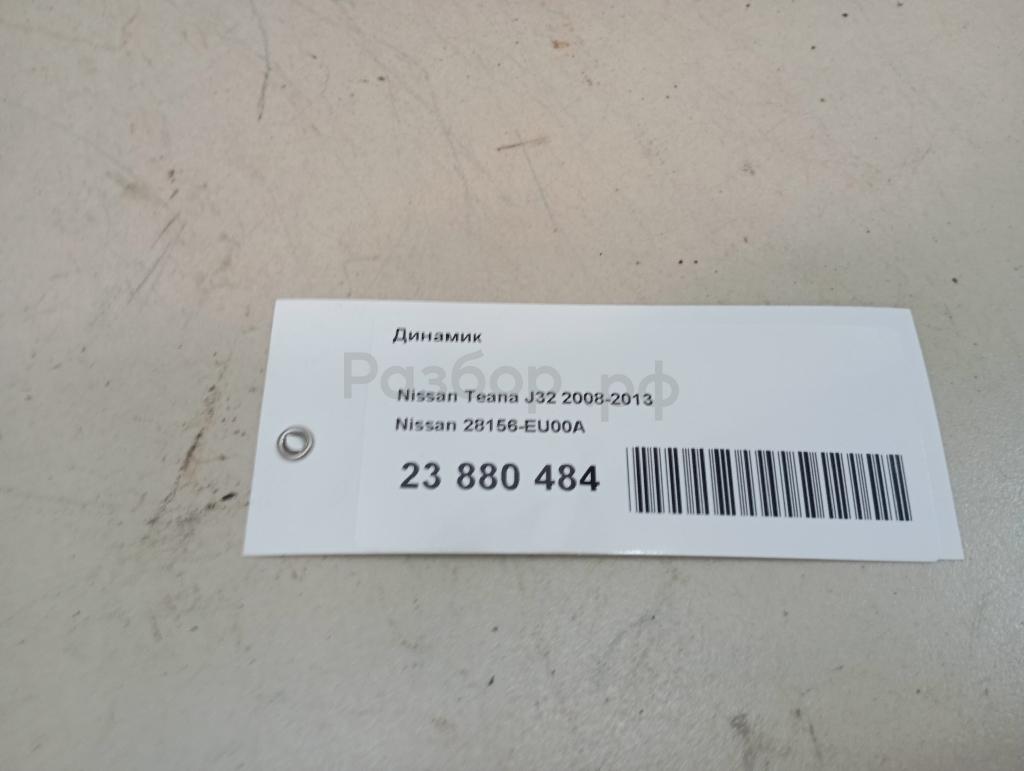 Динамик
Разбор.рф
Nissan Teana J32 2008-2013
Nissan 28156-EU00A
23 880 484